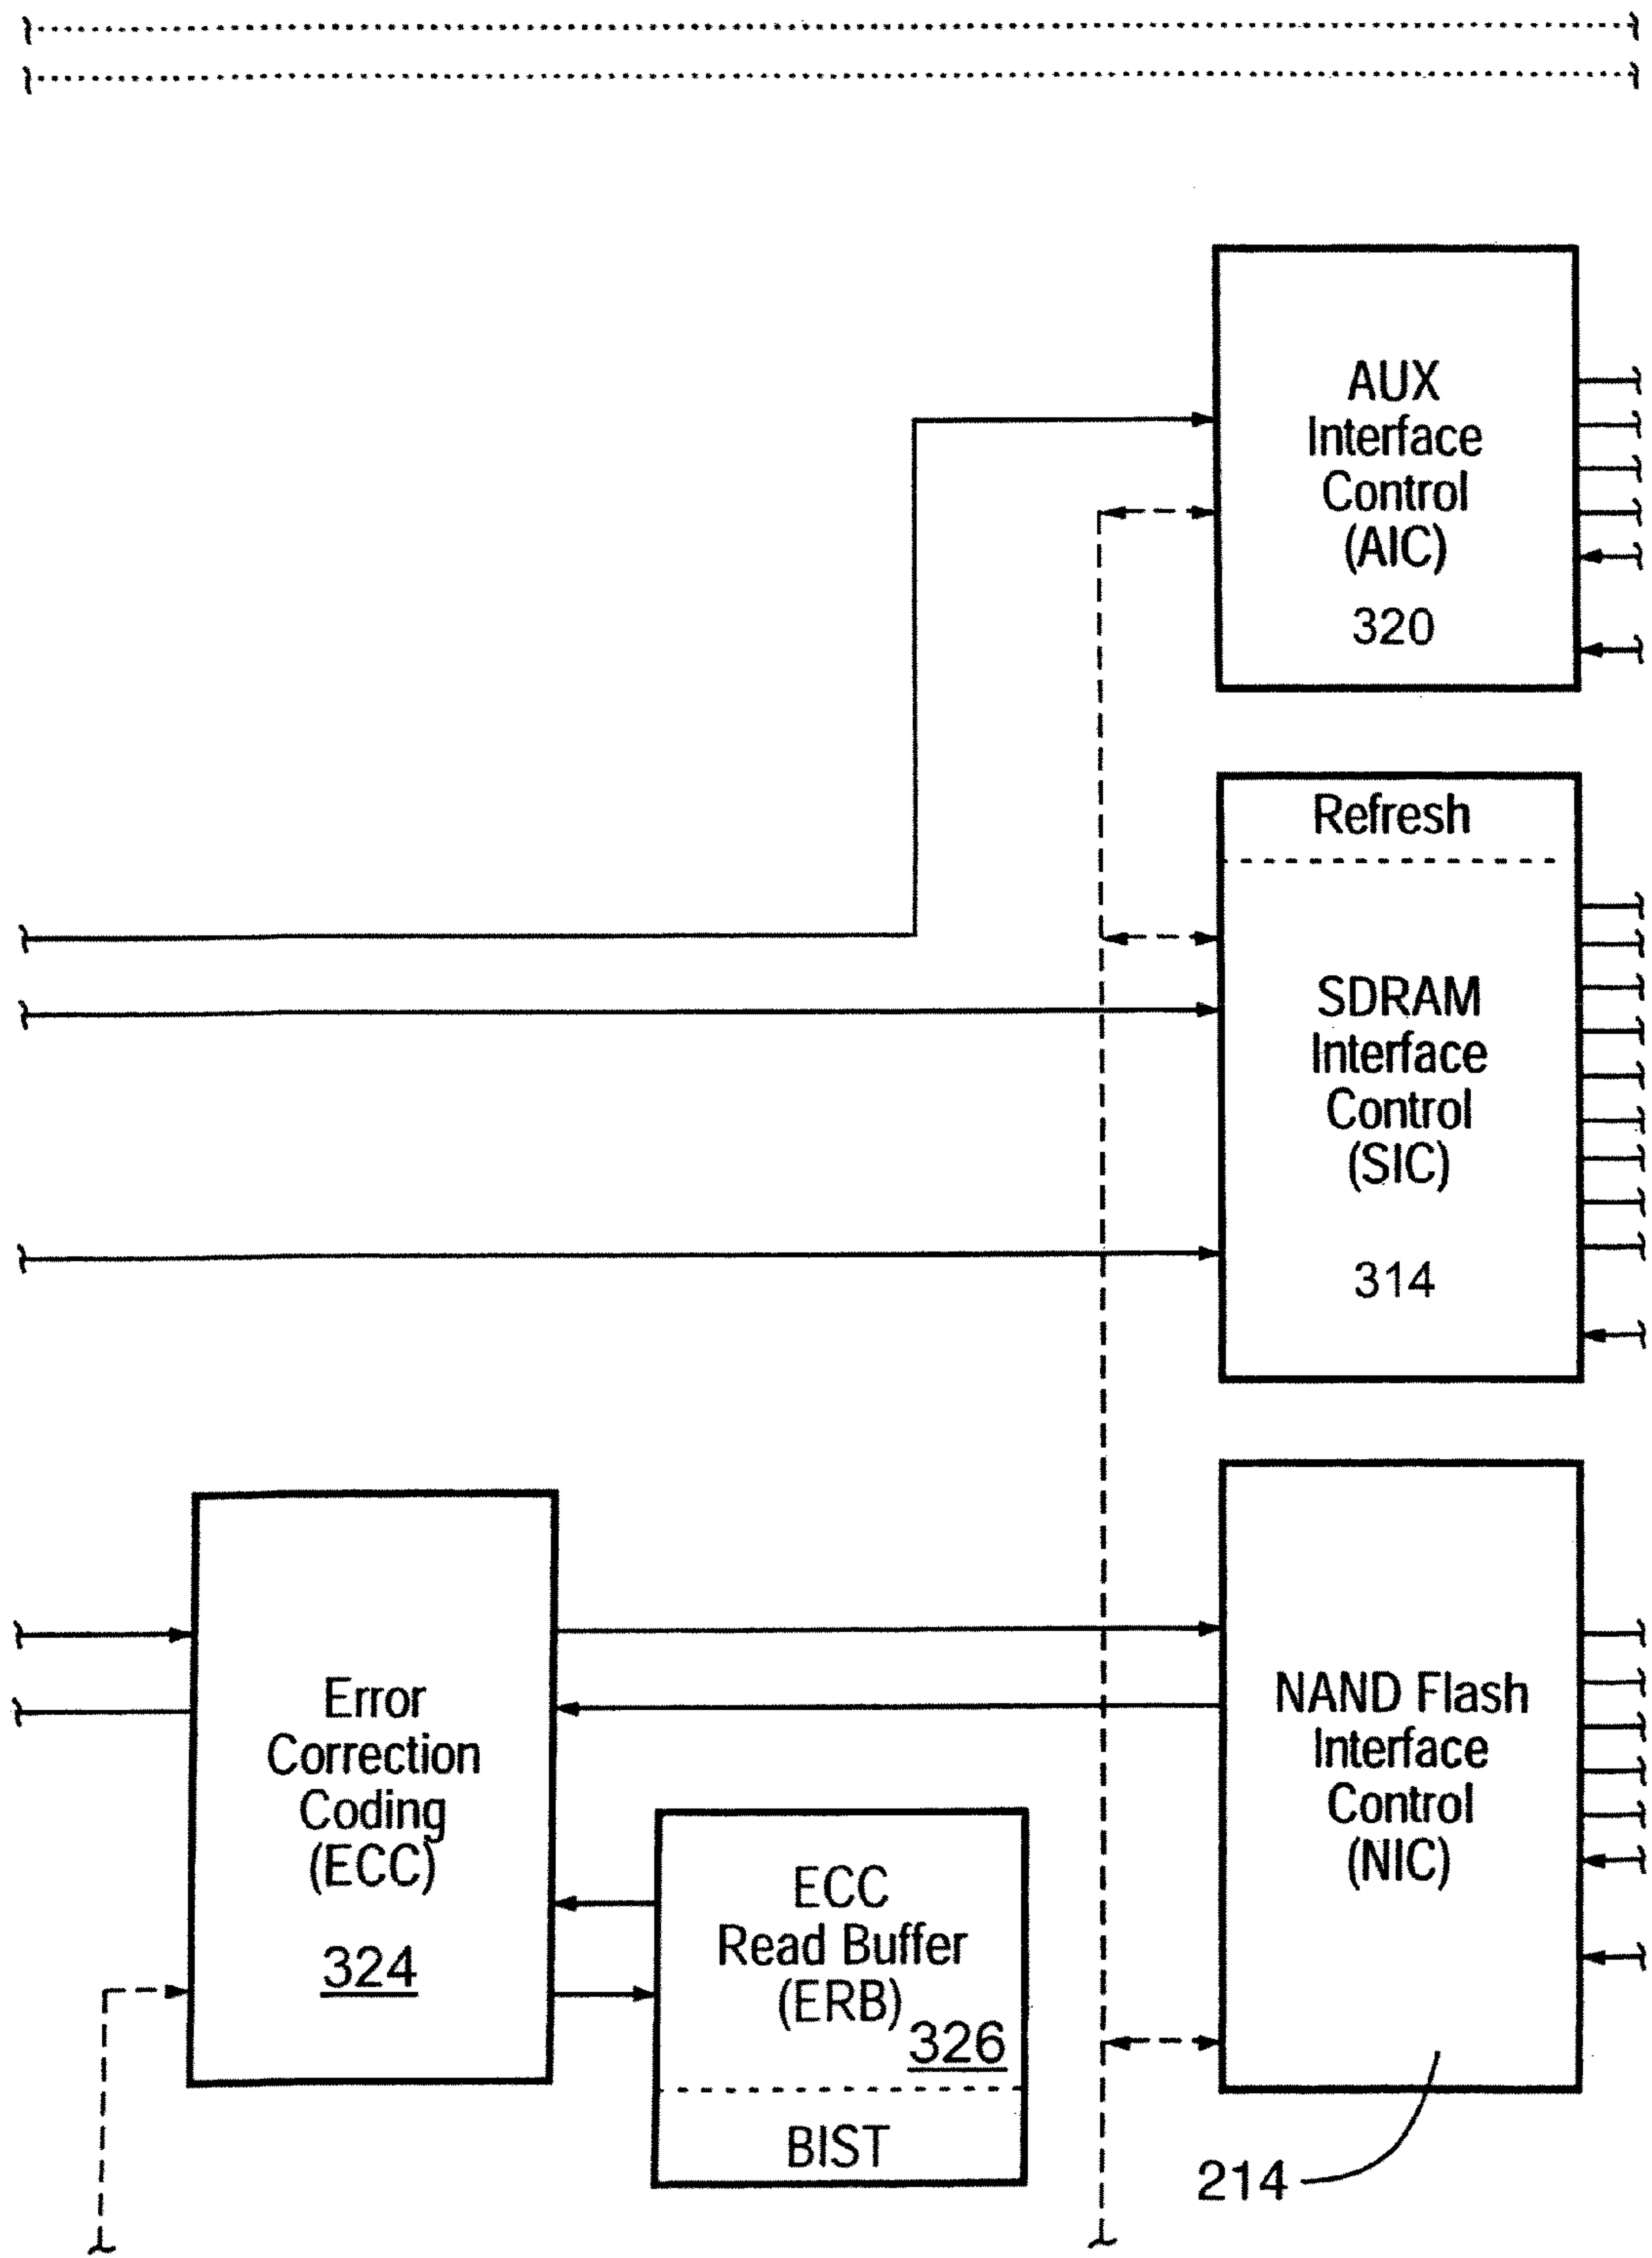 AUX
Interface
Control
(AIC)
320
Refresh
SDRAM
Interface
Control
(SIC)
314
Error
Correction
Coding
(ECC)
324
ECC
Read Buffer
(ERB)
326
BIST
NAND Flash
Interface
Control
(NIC)
214